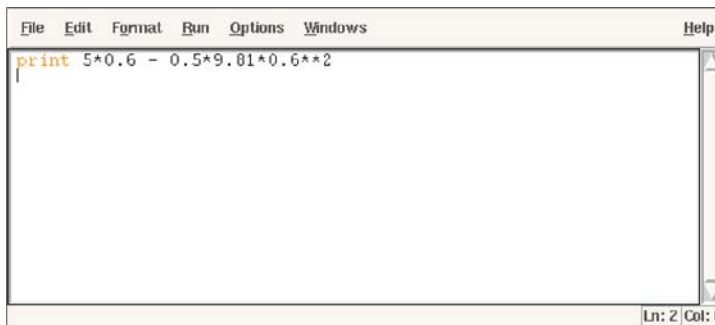 File Edit Format Run Options Windows Help
print 5*0.6 - 0.5*9.81*0.6**2
Ln: 2 Col: